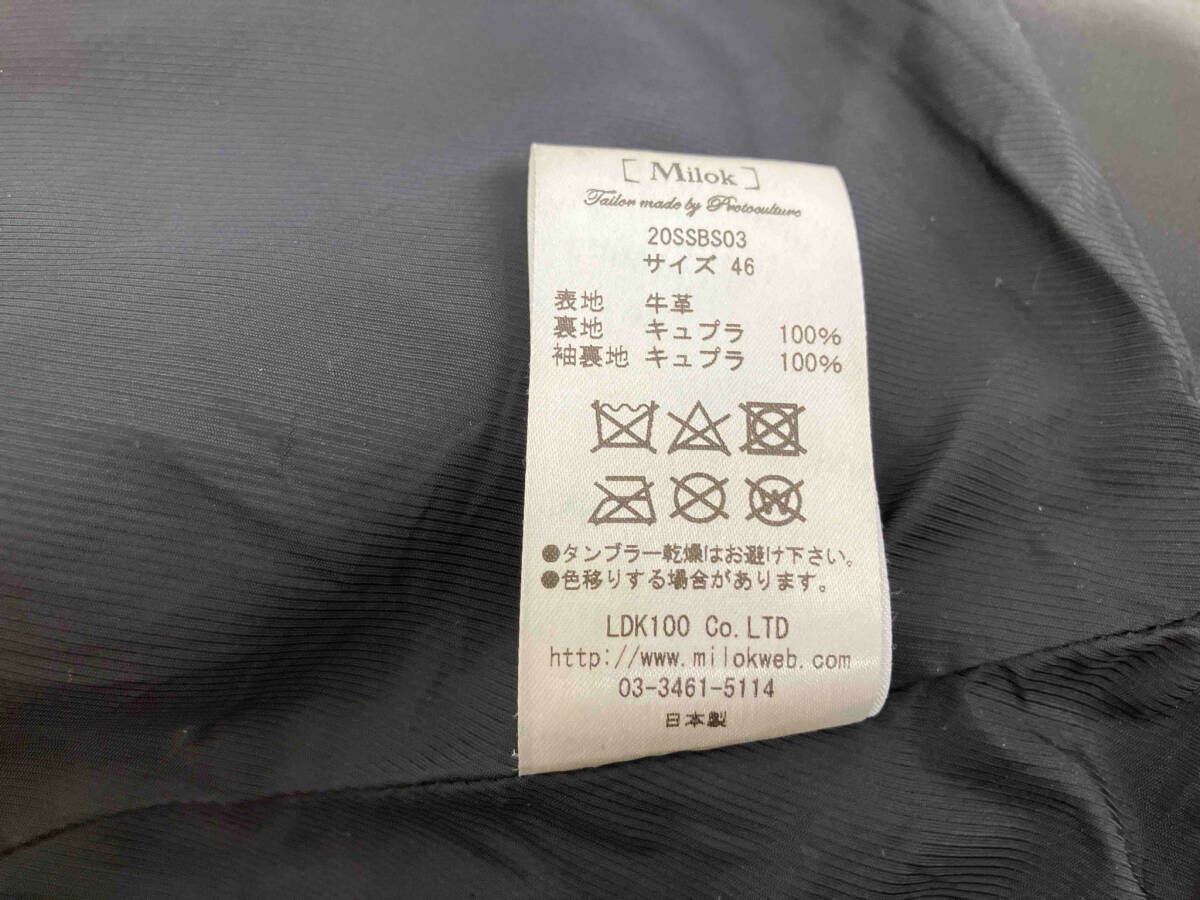 [Milok]
Tailor made by Protoculture
20SSBS03
サイズ 46
表地 牛革
裏地 キュプラ 100%
袖裏地 キュプラ 100%
W
●タンブラー乾燥はお避け下さい。
●色移りする場合があります。
LDK100 Co.LTD
http://www.milokweb.com
03-3461-5114
日本製